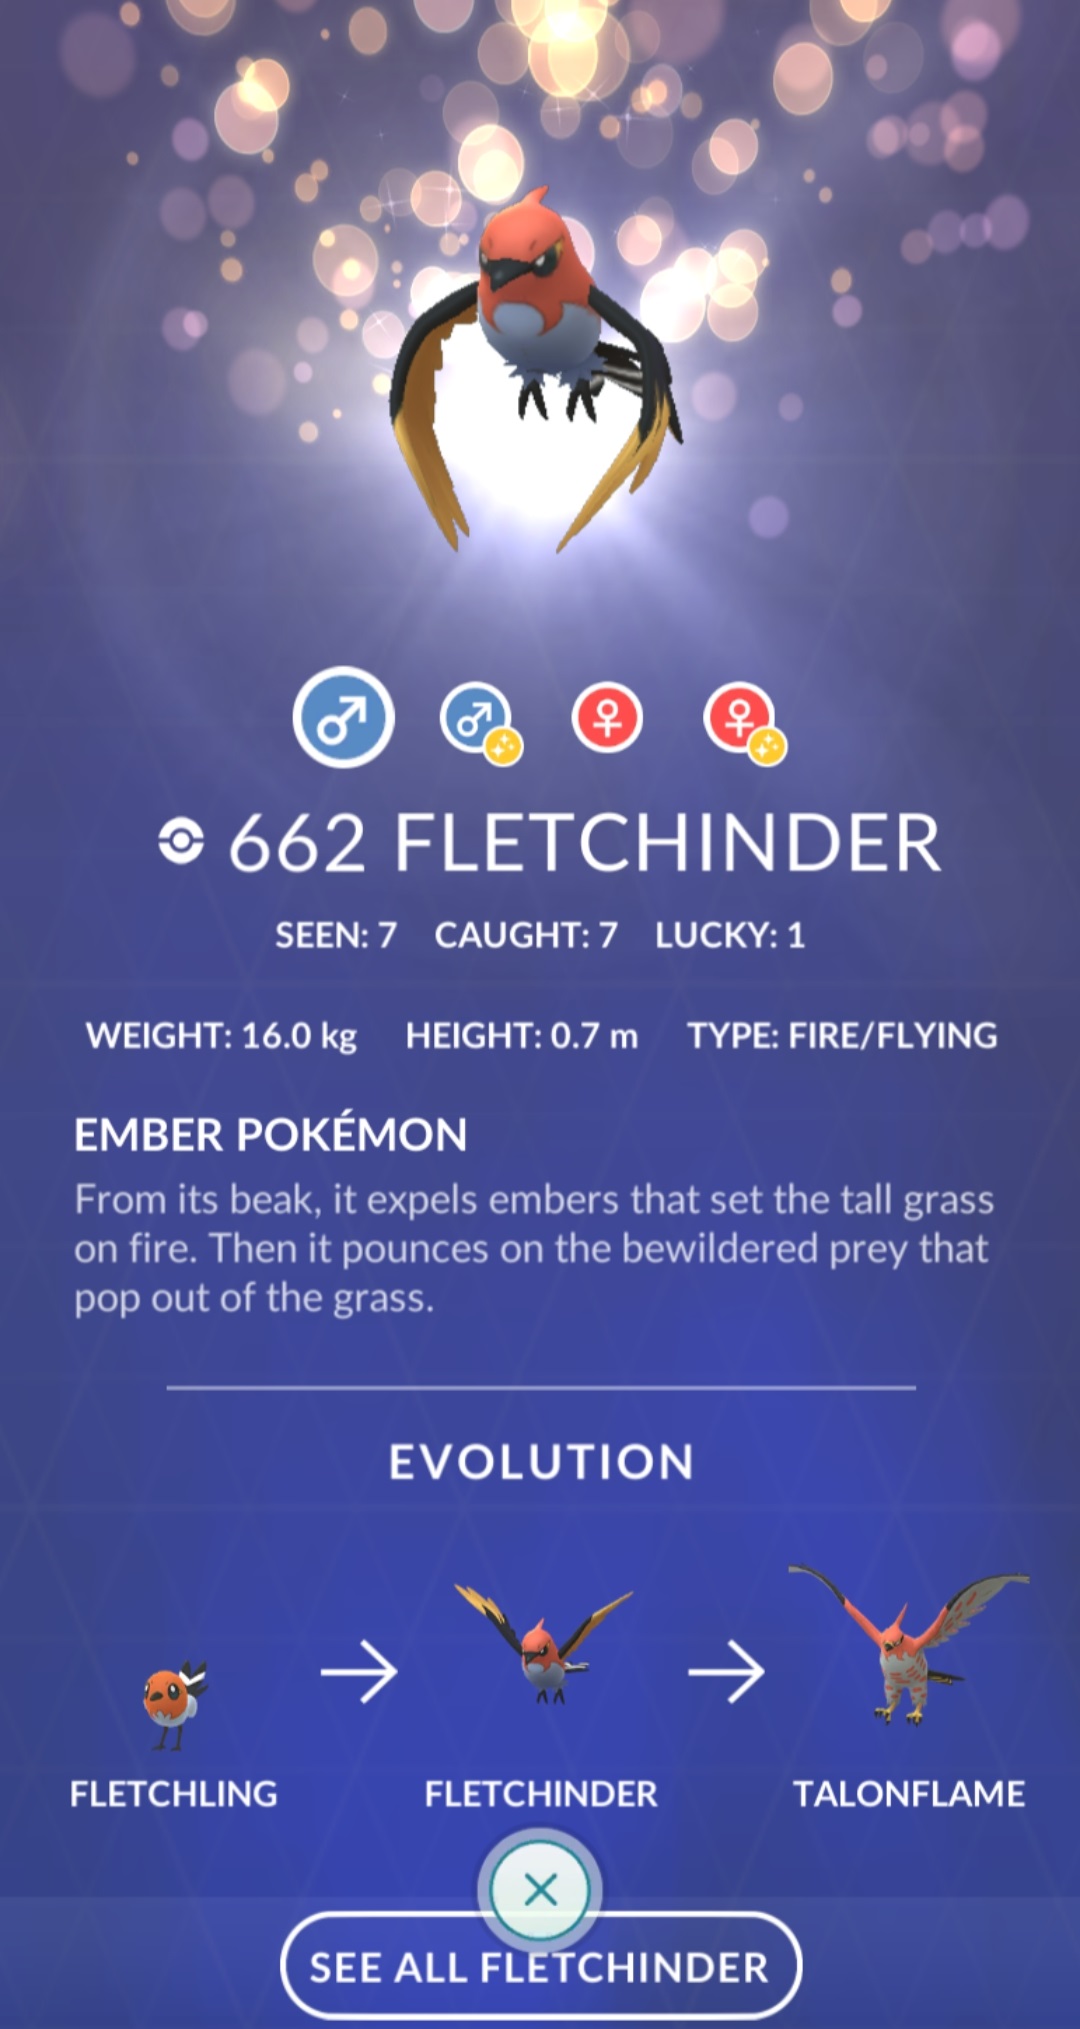 662 FLETCHINDER
SEEN: 7 CAUGHT: 7 LUCKY: 1
WEIGHT: 16.0 kg HEIGHT: 0.7 m TYPE: FIRE/FLYING
EMBER POKÉMON
From its beak, it expels embers that set the tall grass
on fire. Then it pounces on the bewildered prey that
pop out of the grass.
EVOLUTION
FLETCHLING FLETCHINDER TALONFLAME
SEE ALL FLETCHINDER